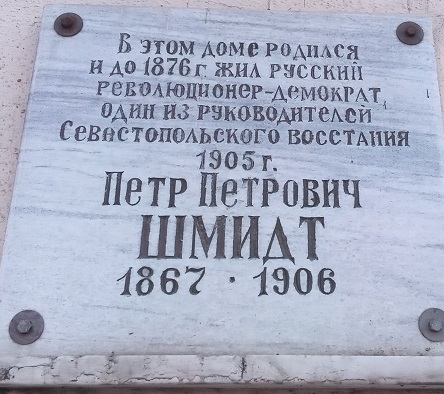 В этом доме родился
и до 1876 г. жил русский
революционер-демократ,
один из руководителей
Севастопольского восстания
1905 г.
Петр Петрович
ШМИДТ
1867 · 1906